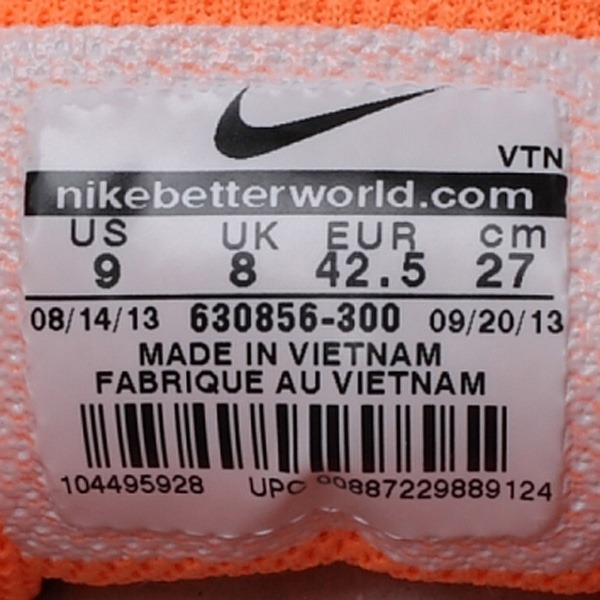 VTN
nikebetterworld.com
US UK EUR cm
9 8 42.5 27
08/14/13 630856-300 09/20/13
MADE IN VIETNAM
FABRIQUE AU VIETNAM
104495928 UPC 00887229889124